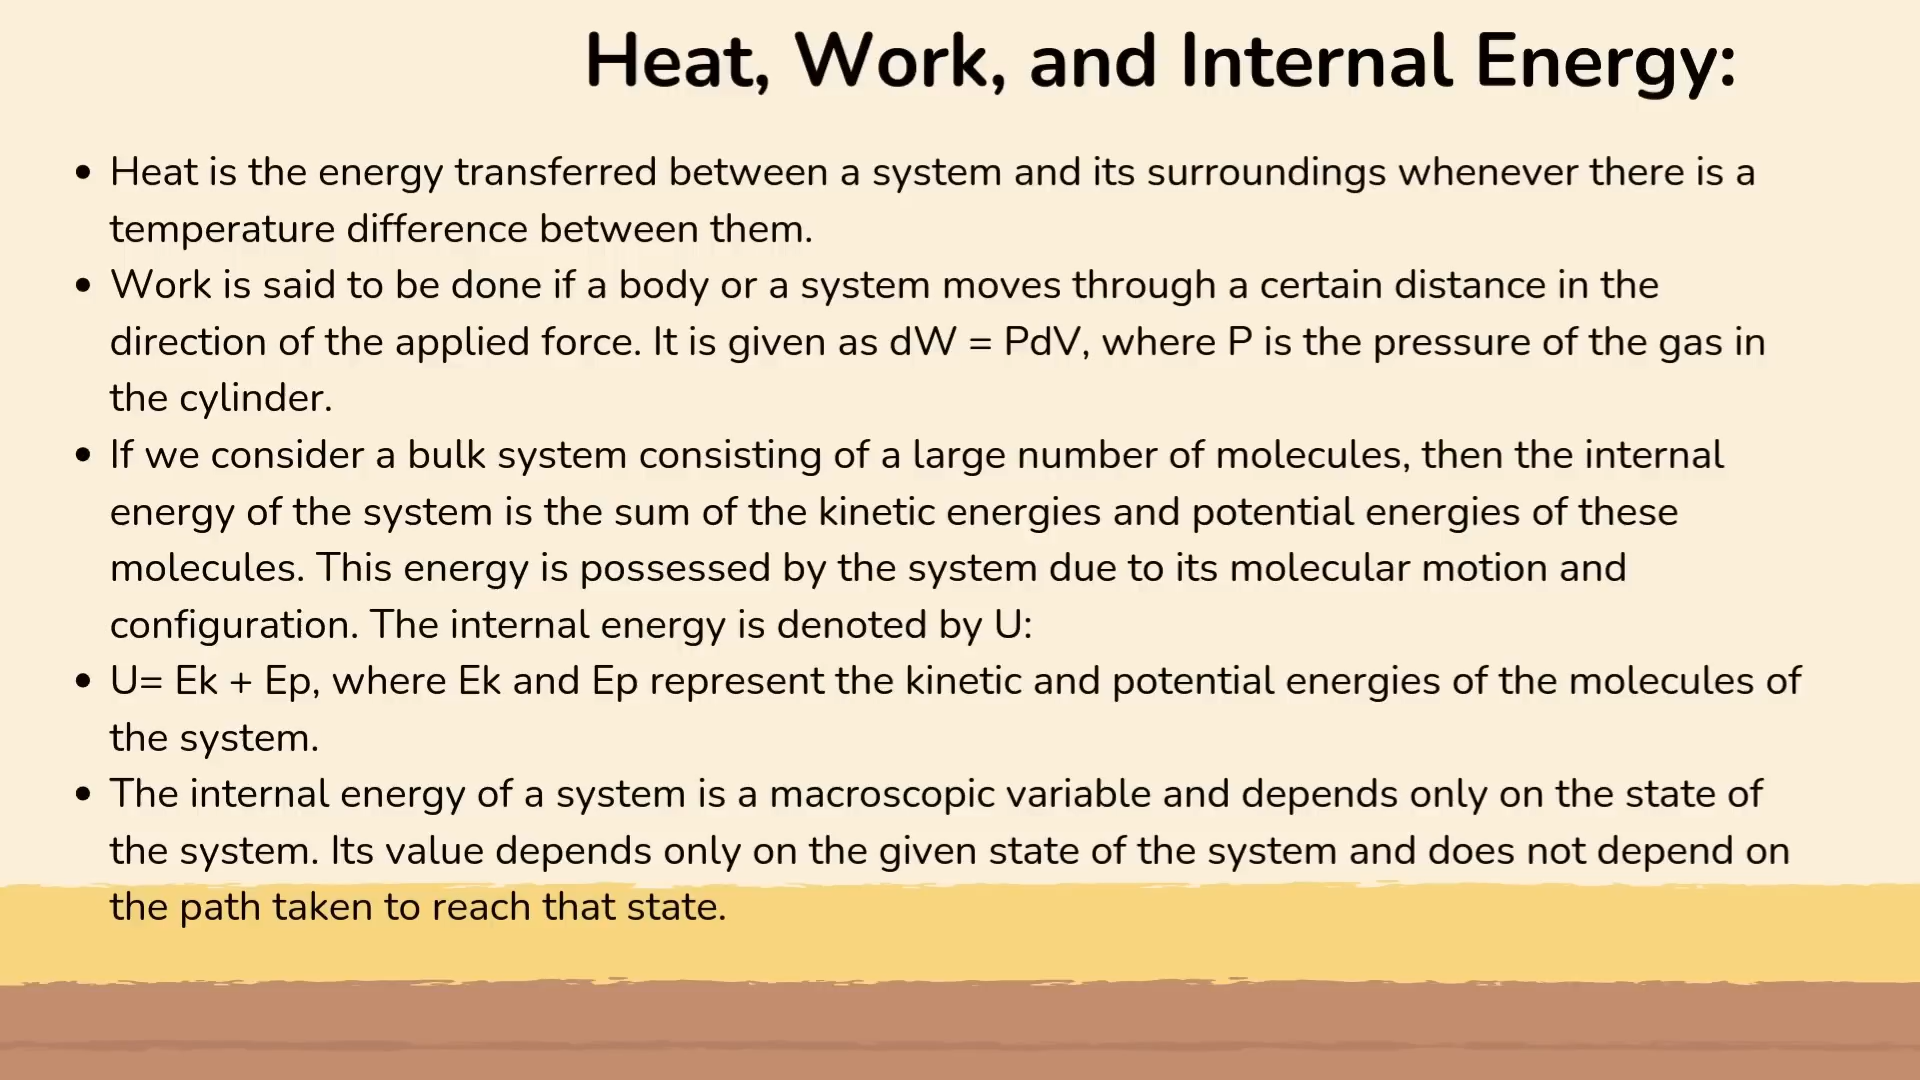 Heat, Work, and Internal Energy:
• Heat is the energy transferred between a system and its surroundings whenever there is a
temperature difference between them.
• Work is said to be done if a body or a system moves through a certain distance in the
direction of the applied force. It is given as dW = PdV, where P is the pressure of the gas in
the cylinder.
• If we consider a bulk system consisting of a large number of molecules, then the internal
energy of the system is the sum of the kinetic energies and potential energies of these
molecules. This energy is possessed by the system due to its molecular motion and
configuration. The internal energy is denoted by U:
• U= Ek + Ep, where Ek and Ep represent the kinetic and potential energies of the molecules of
the system.
• The internal energy of a system is a macroscopic variable and depends only on the state of
the system. Its value depends only on the given state of the system and does not depend on
the path taken to reach that state.